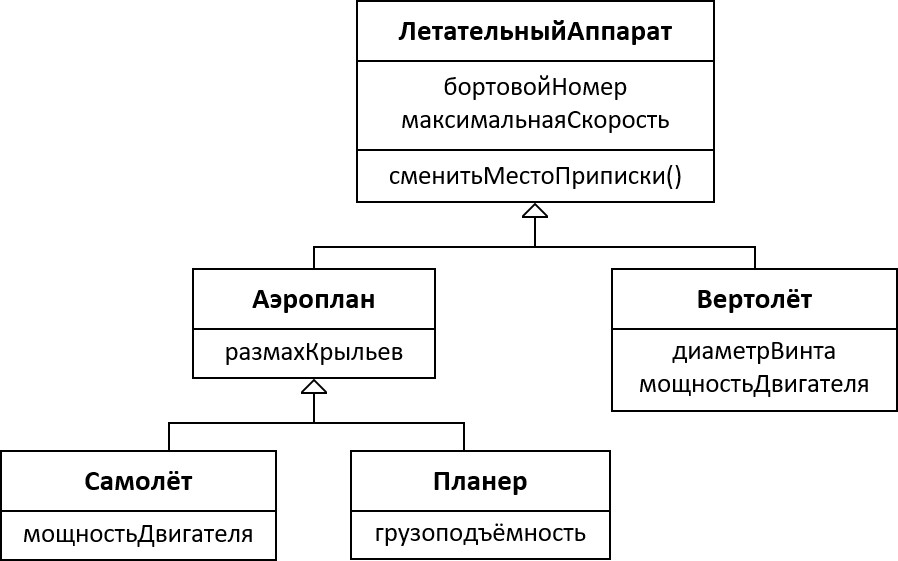 ЛетательныйАппарат
бортовойНомер
максимальнаяСкорость
сменитьМестоПриписки()
Аэроплан
размахКрыльев
Вертолёт
диаметрВинта
мощностьДвигателя
Самолёт
мощностьДвигателя
Планер
грузоподъёмность